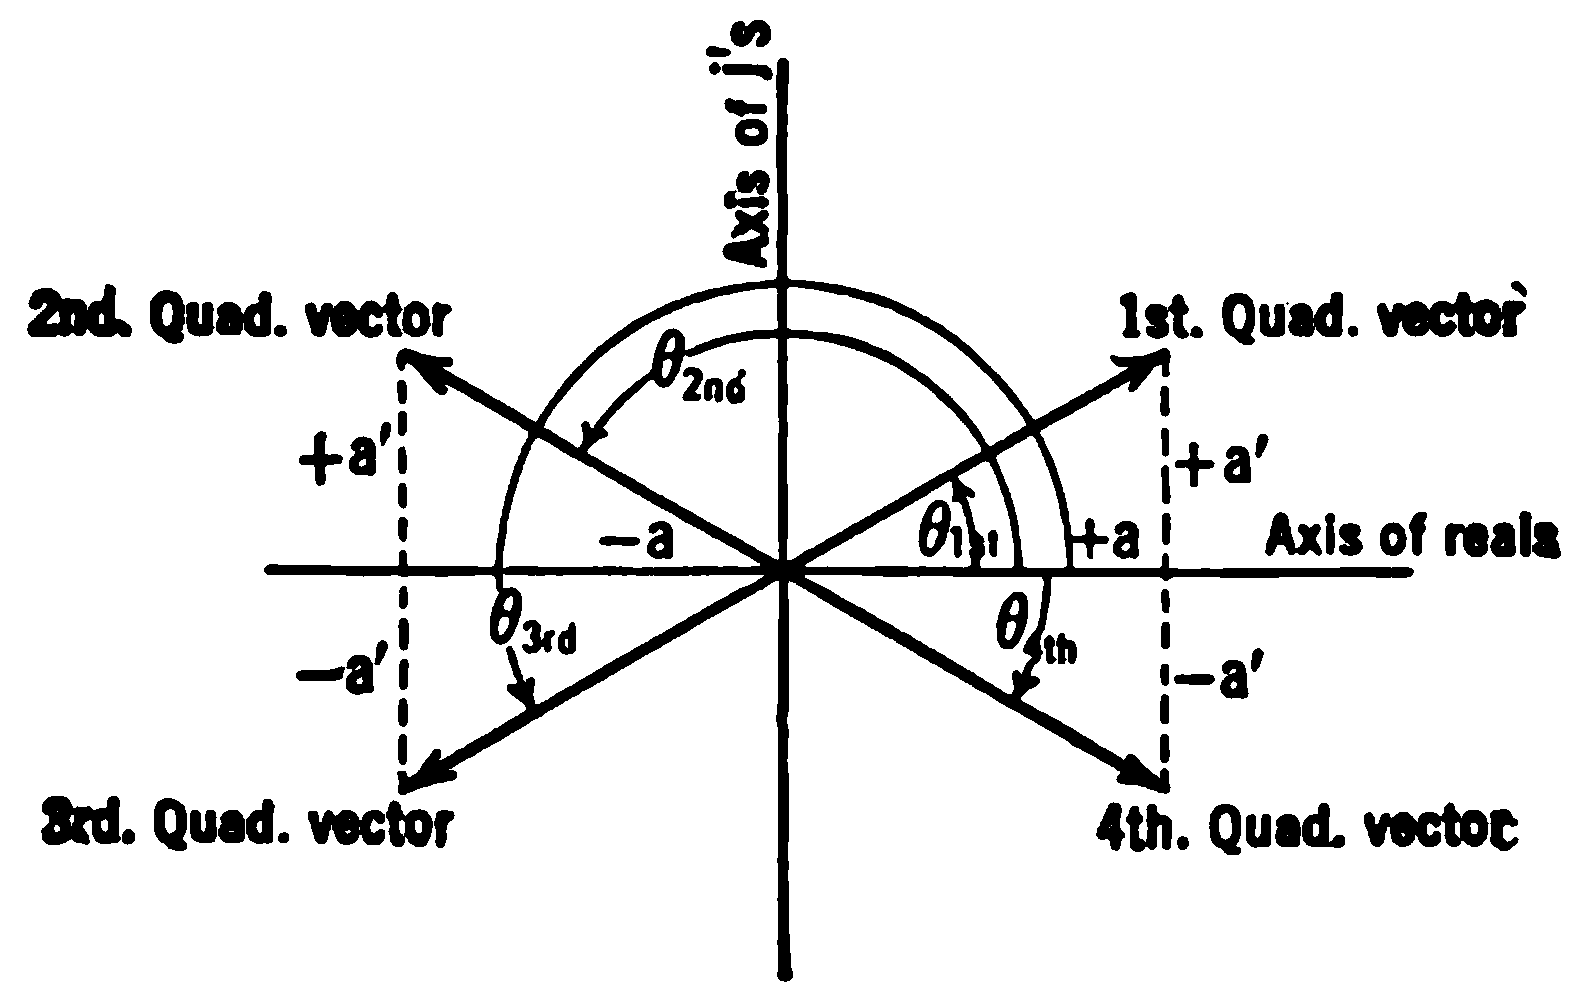 Axis of j's
2nd. Quad. vector
1st. Quad. vector
θ2nd
+a'
+a'
θ1st
-a
+a
Axis of reals
θ3rd
θ4th
-a'
-a'
3rd. Quad. vector
4th. Quad. vector